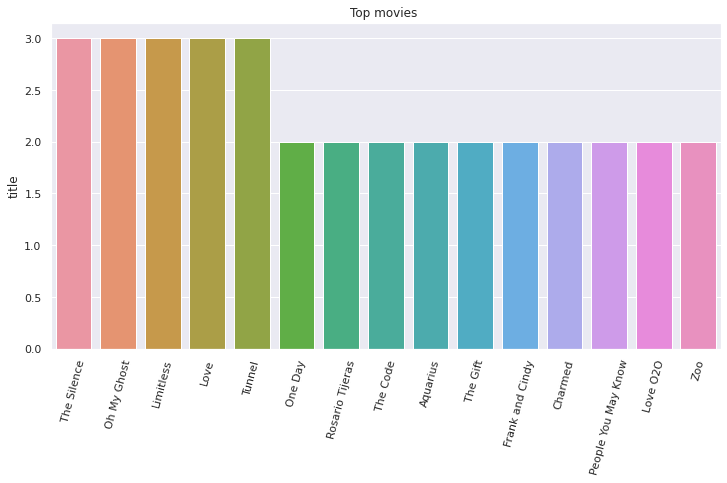 Top movies
title
3.0
2.5
2.0
1.5
1.0
0.5
0.0
The Silence
Oh My Ghost
Limitless
Love
Tunnel
One Day
Rosario Tijeras
The Code
Aquarius
The Gift
Frank and Cindy
Charmed
People You May Know
Love O2O
Zoo